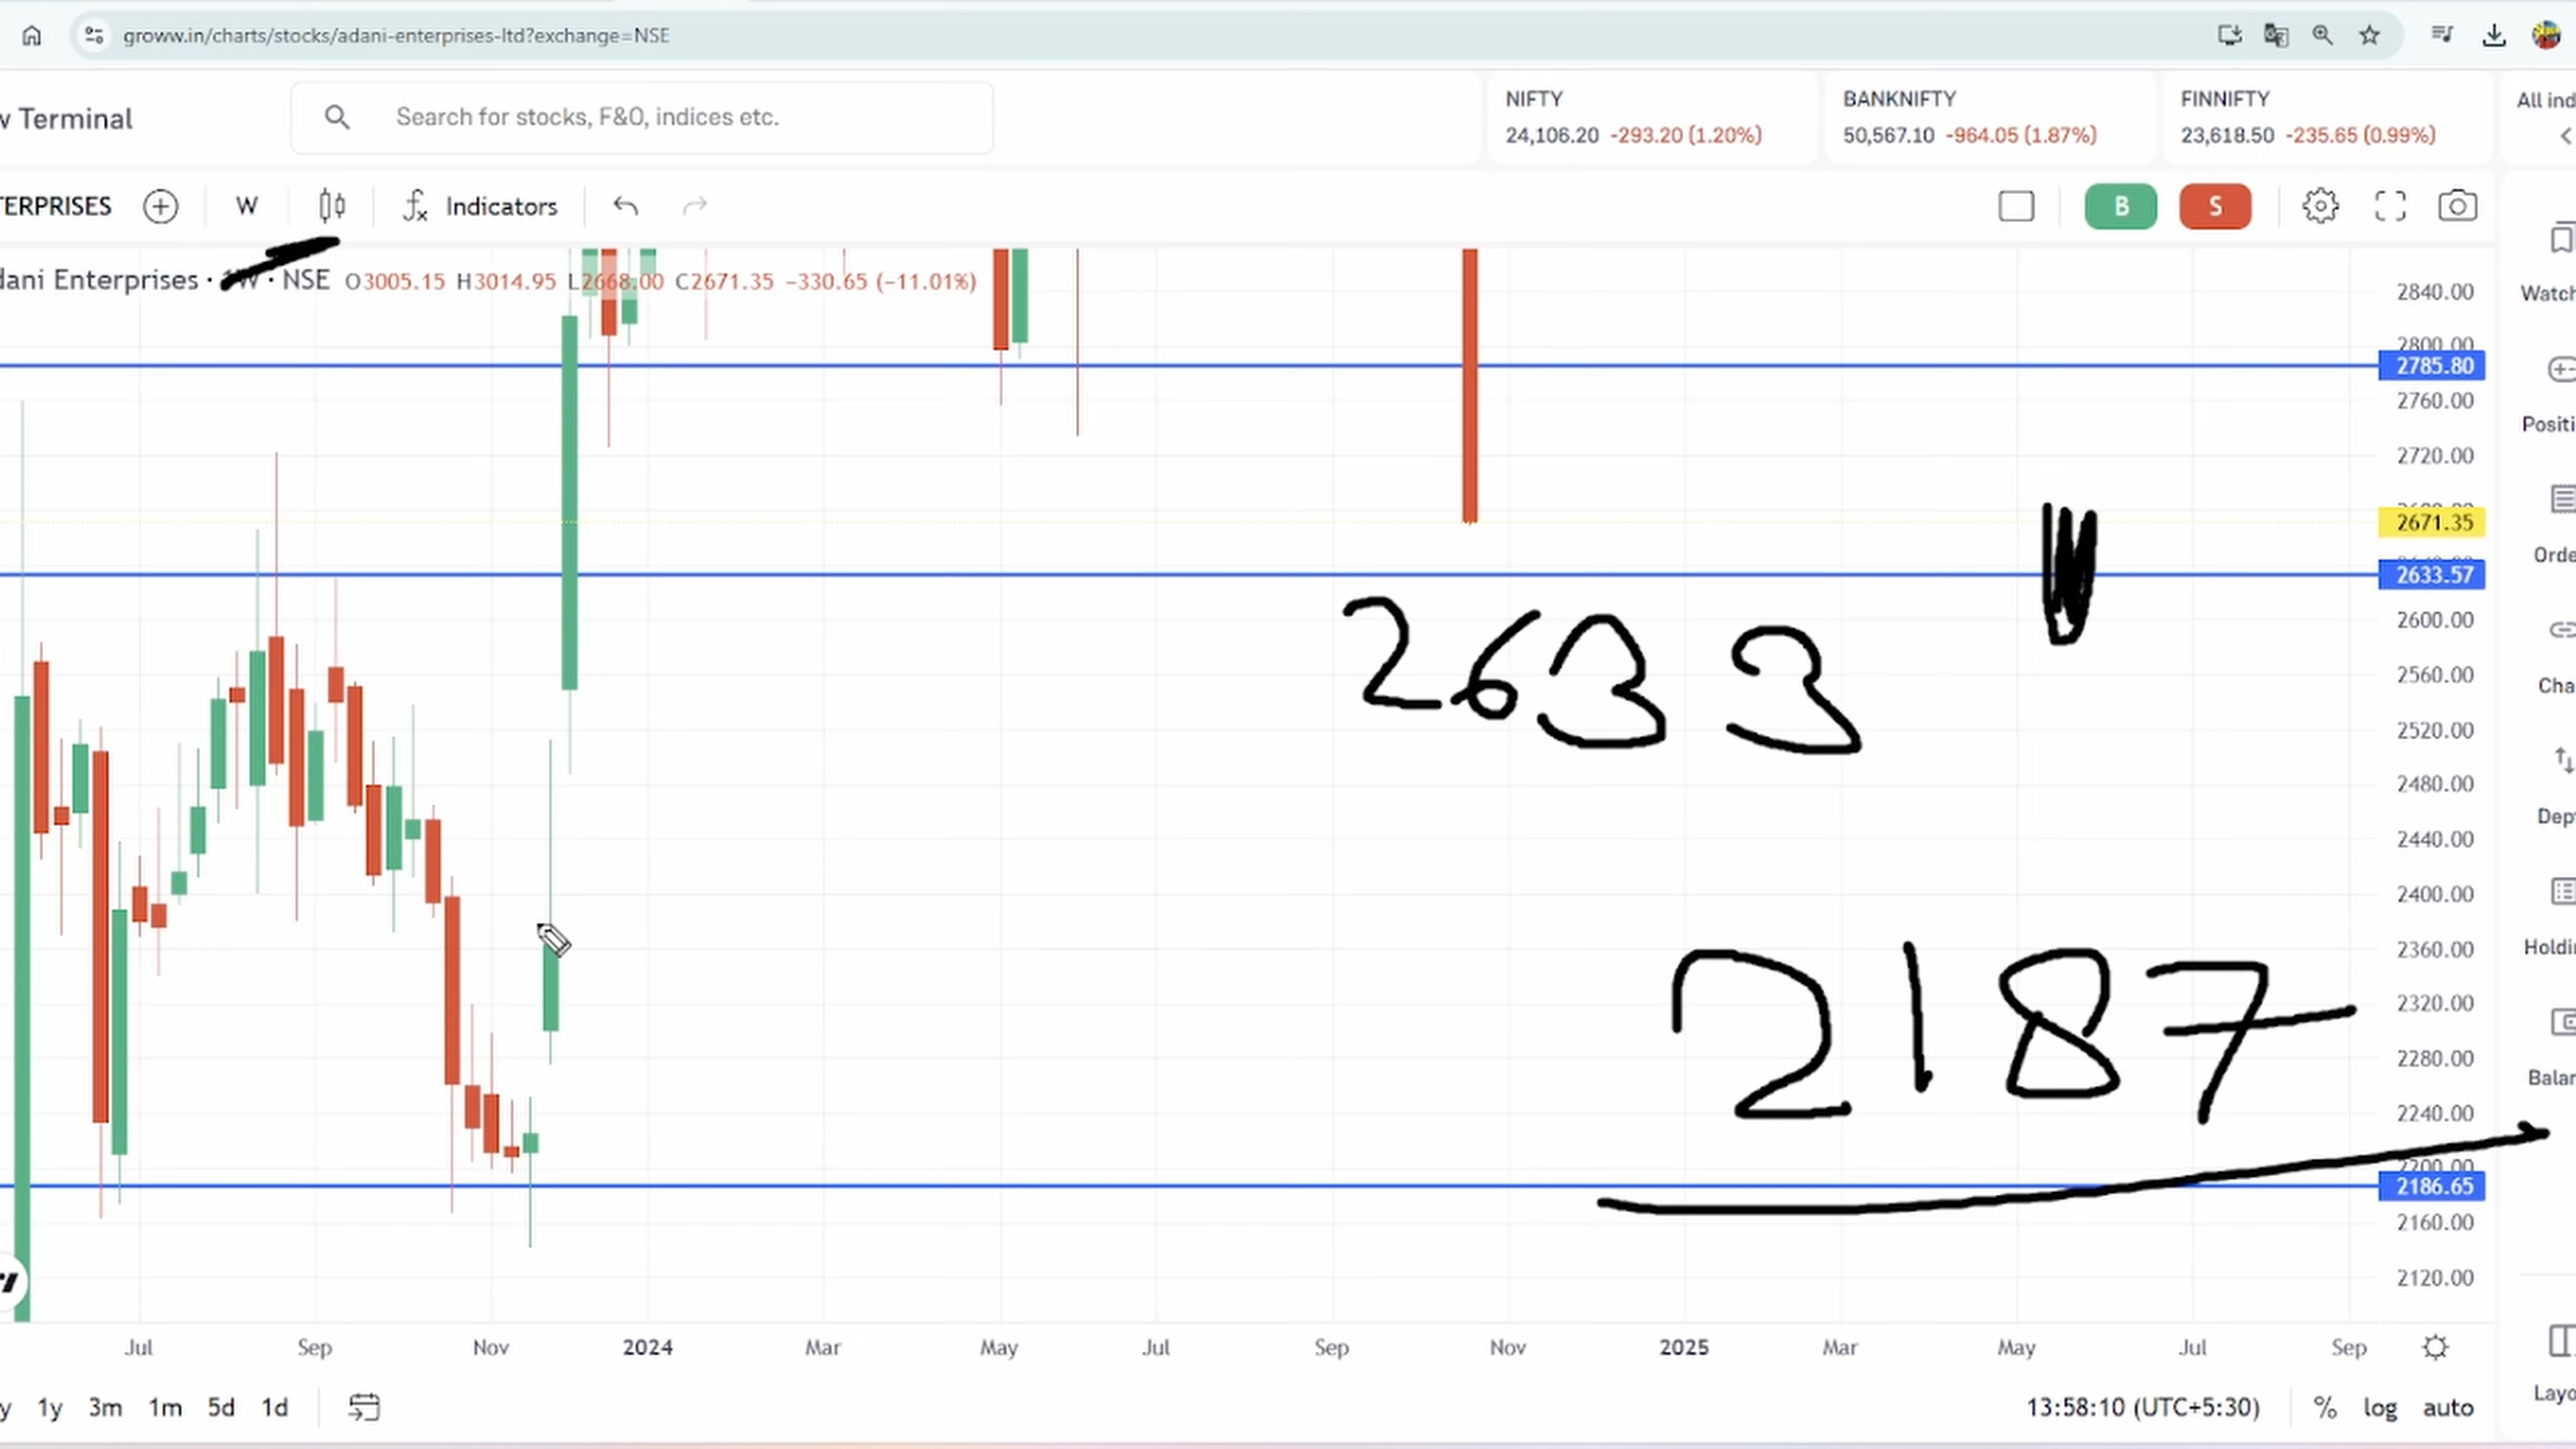 groww.in/charts/stocks/adani-enterprises-ltd?exchange=NSE
w Terminal
Search for stocks, F&O, indices etc.
NIFTY
24,106.20 -293.20 (1.20%)
BANKNIFTY
50,567.10 -964.05 (1.87%)
FINNIFTY
23,618.50 -235.65 (0.99%)
All ind
TERPRISES
W
Indicators
B
S
dani Enterprises · 1W · NSE O3005.15 H3014.95 L2668.00 C2671.35 −330.65 (−11.01%)
2840.00
2800.00
2785.80
2760.00
2720.00
2671.35
2633.57
2600.00
2560.00
2520.00
2480.00
2440.00
2400.00
2360.00
2320.00
2280.00
2240.00
2200.00
2186.65
2160.00
2120.00
2633
2187
Watch
Positi
Orde
Cha
Dept
Holdin
Balan
Layo
Jul Sep Nov 2024 Mar May Jul Sep Nov 2025 Mar May Jul Sep
y 1y 3m 1m 5d 1d
13:58:10 (UTC+5:30) % log auto